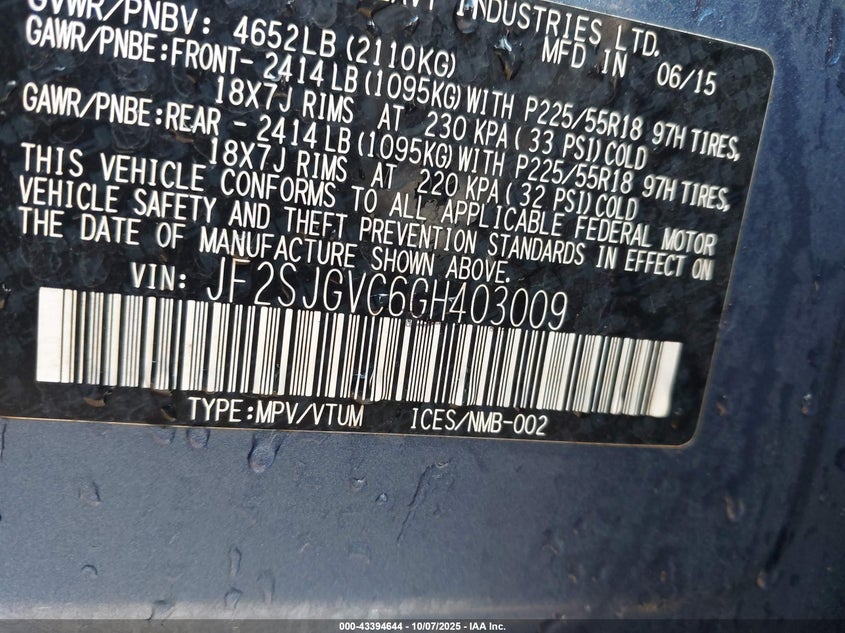 INDUSTRIES LTD.
GVWR/PNBV: 4652LB (2110KG) MFD IN 06/15
GAWR/PNBE:FRONT- 2414LB (1095KG) WITH P225/55R18 97H TIRES,
18X7J RIMS AT 230 KPA ( 33 PSI) COLD
GAWR/PNBE:REAR - 2414LB (1095KG) WITH P225/55R18 97H TIRES,
18X7J RIMS AT 220 KPA ( 32 PSI) COLD
THIS VEHICLE CONFORMS TO ALL APPLICABLE FEDERAL MOTOR
VEHICLE SAFETY AND THEFT PREVENTION STANDARDS IN EFFECT ON
THE DATE OF MANUFACTURE SHOWN ABOVE.
VIN: JF2SJGVC6GH403009
TYPE:MPV/VTUM ICES/NMB-002
000-43394644 - 10/07/2025 - IAA Inc.